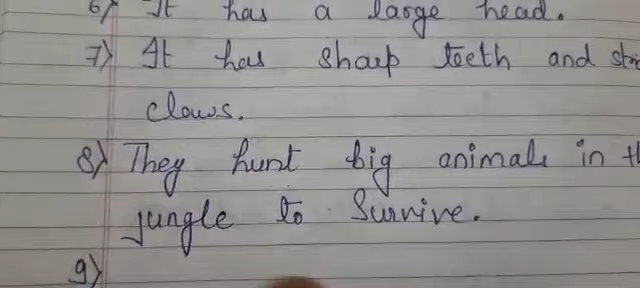 6) It has a large head.
7) It has sharp teeth and
claws.
8) They hunt big animals in
jungle to Survive.
9)